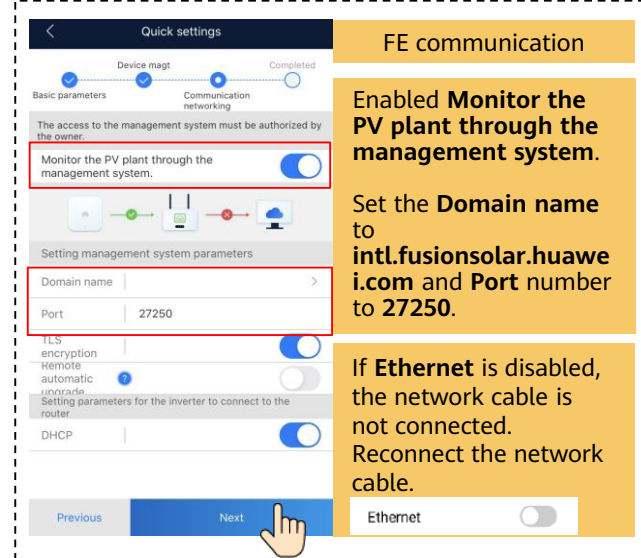 Quick settings
Device magt
Completed
Basic parameters
Communication
networking
The access to the management system must be authorized by
the owner.
Monitor the PV plant through the
management system.
Setting management system parameters
Domain name
Port
27250
TLS
encryption
Remote
automatic
upgrade
Setting parameters for the inverter to connect to the
router
DHCP
Previous
Next
FE communication
Enabled Monitor the
PV plant through the
management system.
Set the Domain name
to
intl.fusionsolar.huawe
i.com and Port number
to 27250.
If Ethernet is disabled,
the network cable is
not connected.
Reconnect the network
cable.
Ethernet